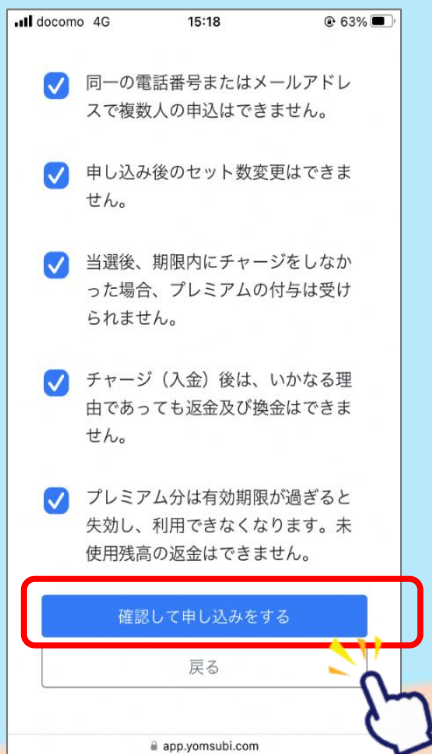 docomo 4G 15:18 63%
同一の電話番号またはメールアドレ
スで複数人の申込はできません。
申し込み後のセット数変更はできま
せん。
当選後、期限内にチャージをしなか
った場合、プレミアムの付与は受け
られません。
チャージ（入金）後は、いかなる理
由であっても返金及び換金はできま
せん。
プレミアム分は有効期限が過ぎると
失効し、利用できなくなります。未
使用残高の返金はできません。
確認して申し込みをする
戻る
app.yomsubi.com